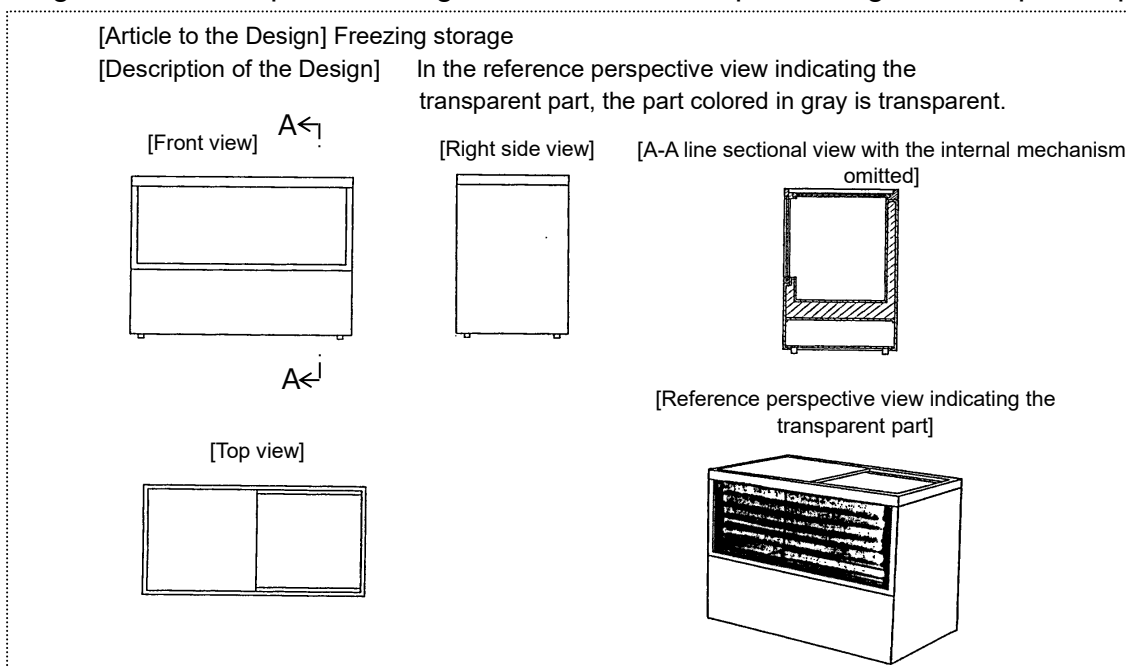 [Article to the Design] Freezing storage
[Description of the Design] In the reference perspective view indicating the
transparent part, the part colored in gray is transparent.
[Front view]
A
[Right side view]
[A-A line sectional view with the internal mechanism
omitted]
A
[Top view]
[Reference perspective view indicating the
transparent part]